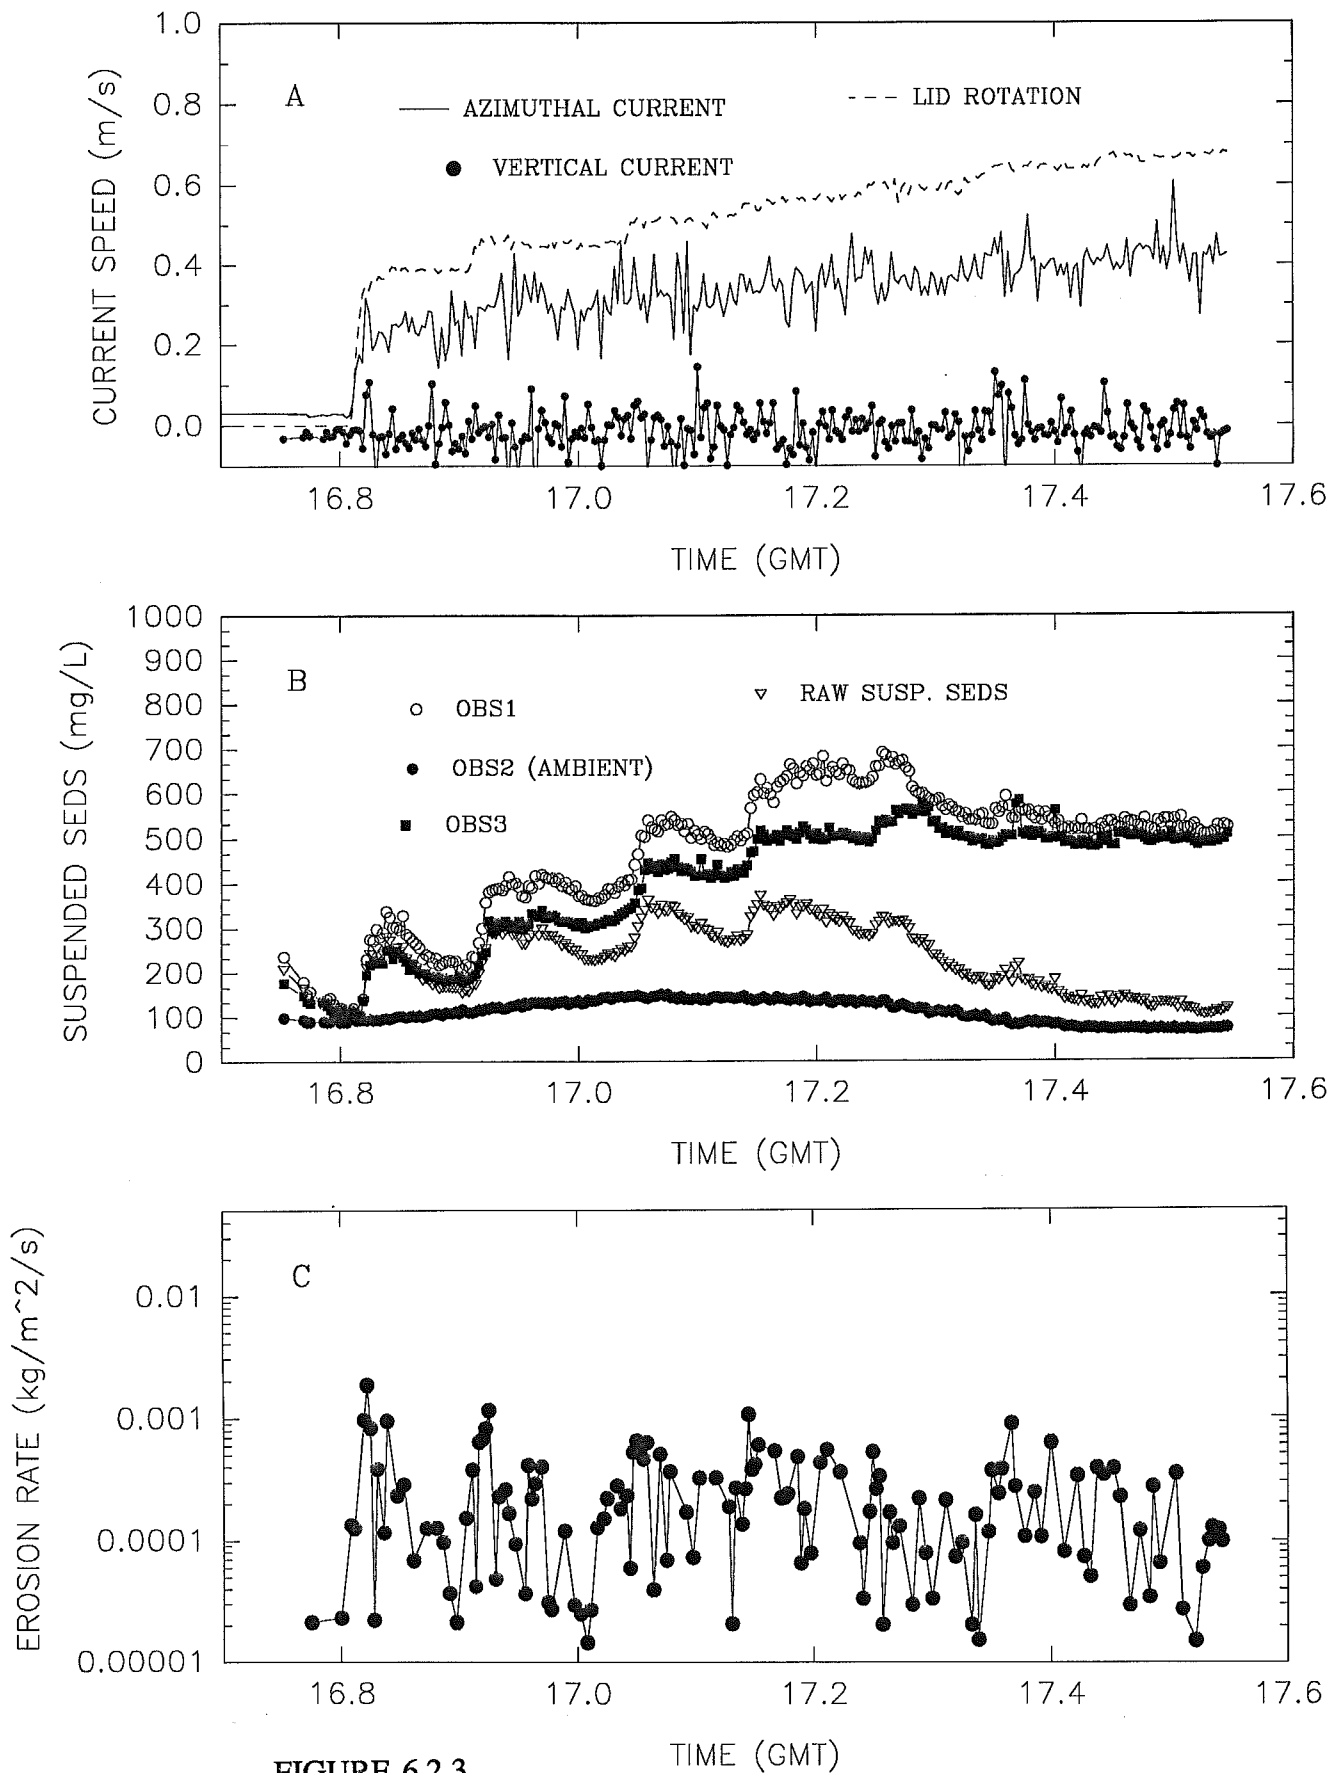 1.0
0.8
0.6
0.4
0.2
0.0
CURRENT SPEED (m/s)
A
AZIMUTHAL CURRENT
LID ROTATION
VERTICAL CURRENT
16.8 17.0 17.2 17.4 17.6
TIME (GMT)
1000
900
800
700
600
500
400
300
200
100
0
SUSPENDED SEDS (mg/L)
B
OBS1
RAW SUSP. SEDS
OBS2 (AMBIENT)
OBS3
16.8 17.0 17.2 17.4 17.6
TIME (GMT)
0.01
0.001
0.0001
0.00001
EROSION RATE (kg/m^2/s)
C
16.8 17.0 17.2 17.4 17.6
TIME (GMT)
FIGURE 6.2.3